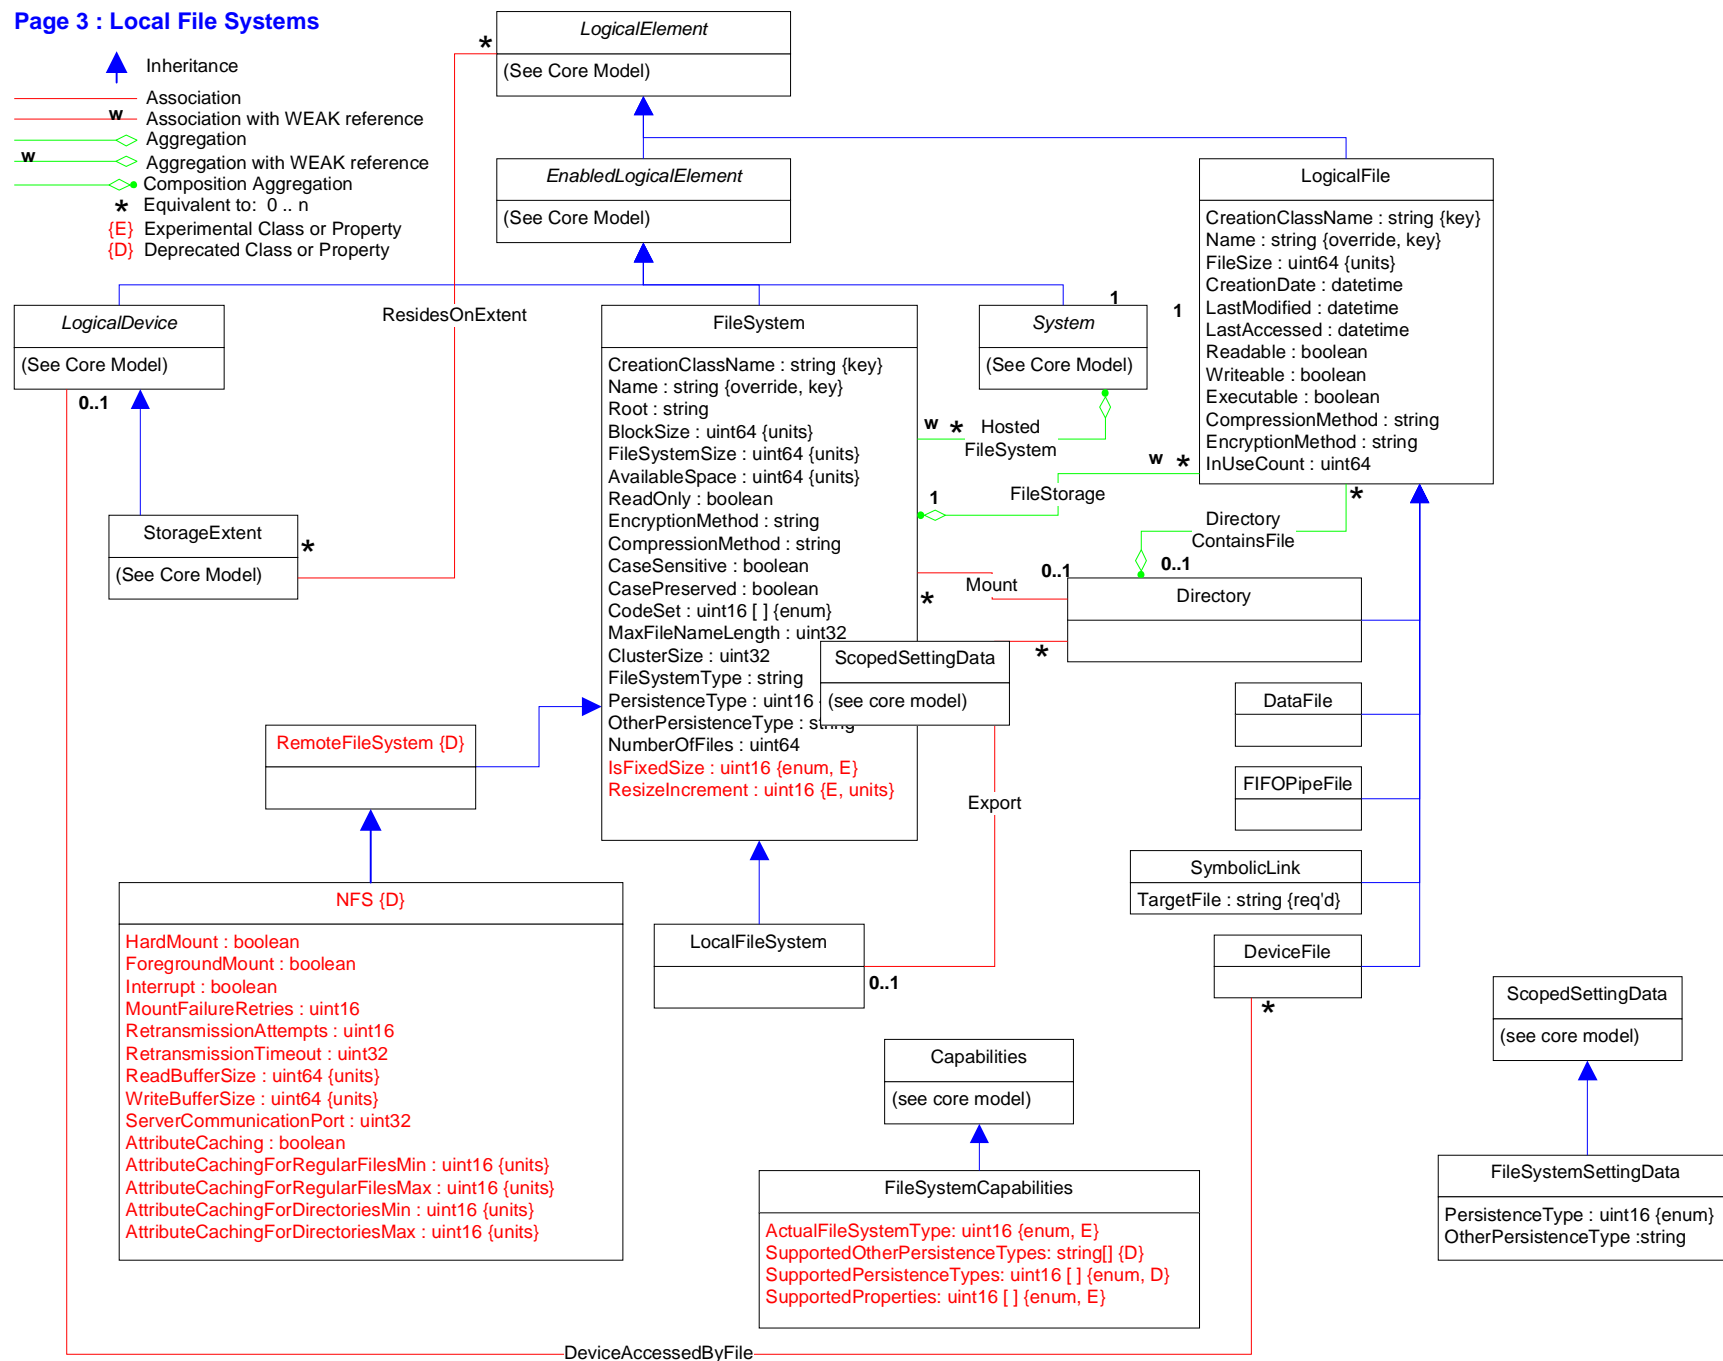 Page 3 : Local File Systems
Inheritance
Association
w
Association with WEAK reference
Aggregation
w
Aggregation with WEAK reference
Composition Aggregation
* Equivalent to: 0 .. n
{E} Experimental Class or Property
{D} Deprecated Class or Property
LogicalElement
(See Core Model)
*
EnabledLogicalElement
(See Core Model)
LogicalFile
CreationClassName : string {key}
Name : string {override, key}
FileSize : uint64 {units}
CreationDate : datetime
LastModified : datetime
LastAccessed : datetime
Readable : boolean
Writeable : boolean
Executable : boolean
CompressionMethod : string
EncryptionMethod : string
InUseCount : uint64
LogicalDevice
(See Core Model)
0..1
ResidesOnExtent
StorageExtent
(See Core Model)
*
FileSystem
CreationClassName : string {key}
Name : string {override, key}
Root : string
BlockSize : uint64 {units}
FileSystemSize : uint64 {units}
AvailableSpace : uint64 {units}
ReadOnly : boolean
EncryptionMethod : string
CompressionMethod : string
CaseSensitive : boolean
CasePreserved : boolean
CodeSet : uint16 [ ] {enum}
MaxFileNameLength : uint32
ClusterSize : uint32
FileSystemType : string
PersistenceType : uint16
OtherPersistenceType : string
NumberOfFiles : uint64
IsFixedSize : uint16 {enum, E}
ResizeIncrement : uint16 {E, units}
System
(See Core Model)
1
1
w * Hosted
FileSystem
w *
FileStorage
1
*
Directory
ContainsFile
0..1
0..1
Mount
*
Directory
*
ScopedSettingData
(see core model)
Export
DataFile
FIFOPipeFile
SymbolicLink
TargetFile : string {req'd}
DeviceFile
*
RemoteFileSystem {D}
NFS {D}
HardMount : boolean
ForegroundMount : boolean
Interrupt : boolean
MountFailureRetries : uint16
RetransmissionAttempts : uint16
RetransmissionTimeout : uint32
ReadBufferSize : uint64 {units}
WriteBufferSize : uint64 {units}
ServerCommunicationPort : uint32
AttributeCaching : boolean
AttributeCachingForRegularFilesMin : uint16 {units}
AttributeCachingForRegularFilesMax : uint16 {units}
AttributeCachingForDirectoriesMin : uint16 {units}
AttributeCachingForDirectoriesMax : uint16 {units}
LocalFileSystem
0..1
Capabilities
(see core model)
FileSystemCapabilities
ActualFileSystemType: uint16 {enum, E}
SupportedOtherPersistenceTypes: string[] {D}
SupportedPersistenceTypes: uint16 [ ] {enum, D}
SupportedProperties: uint16 [ ] {enum, E}
ScopedSettingData
(see core model)
FileSystemSettingData
PersistenceType : uint16 {enum}
OtherPersistenceType :string
DeviceAccessedByFile